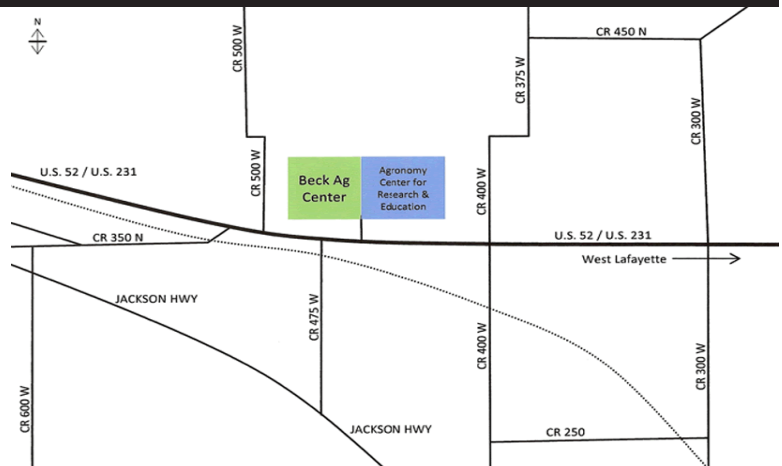 N
CR 500 W
CR 375 W
CR 450 N
CR 300 W
U.S. 52 / U.S. 231
CR 500 W
Beck Ag
Center
Agronomy
Center for
Research &
Education
CR 400 W
CR 350 N
U.S. 52 / U.S. 231
West Lafayette
JACKSON HWY
CR 475 W
CR 400 W
CR 300 W
CR 600 W
JACKSON HWY
CR 250